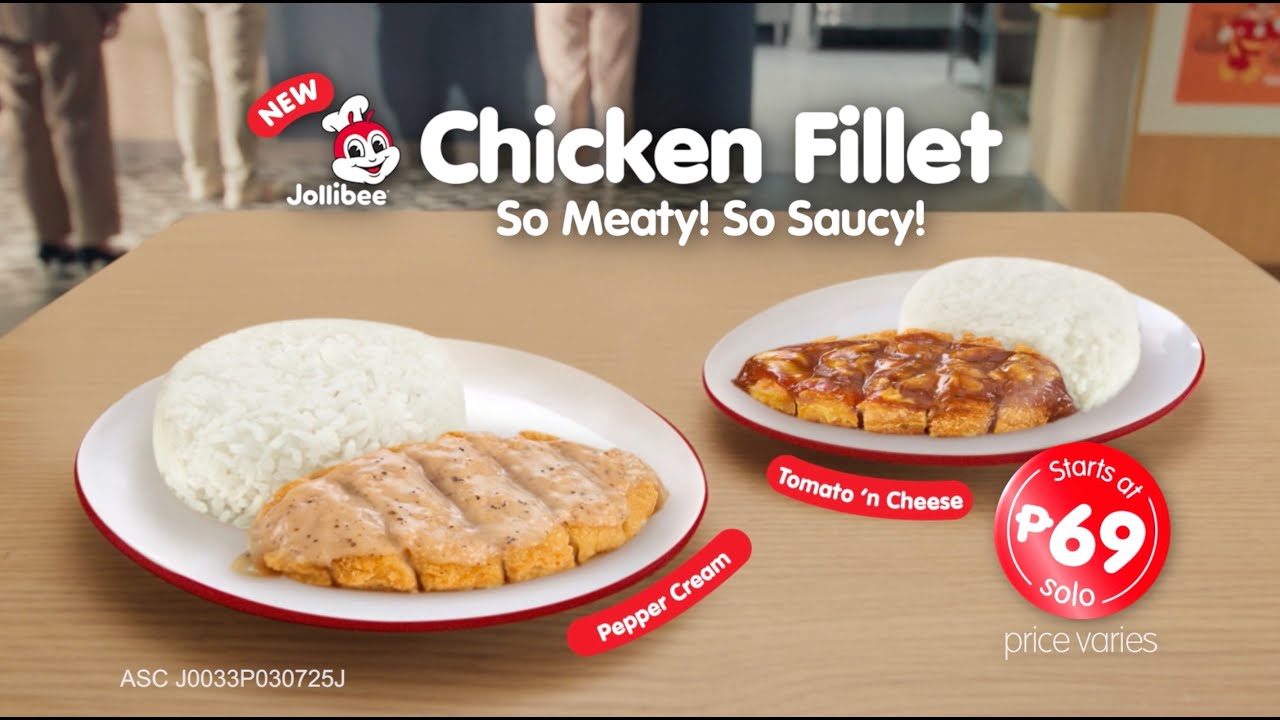 NEW
Jollibee
Chicken Fillet
So Meaty! So Saucy!
Tomato 'n Cheese
Starts at
₱69
solo
price varies
Pepper Cream
ASC J0033P030725J